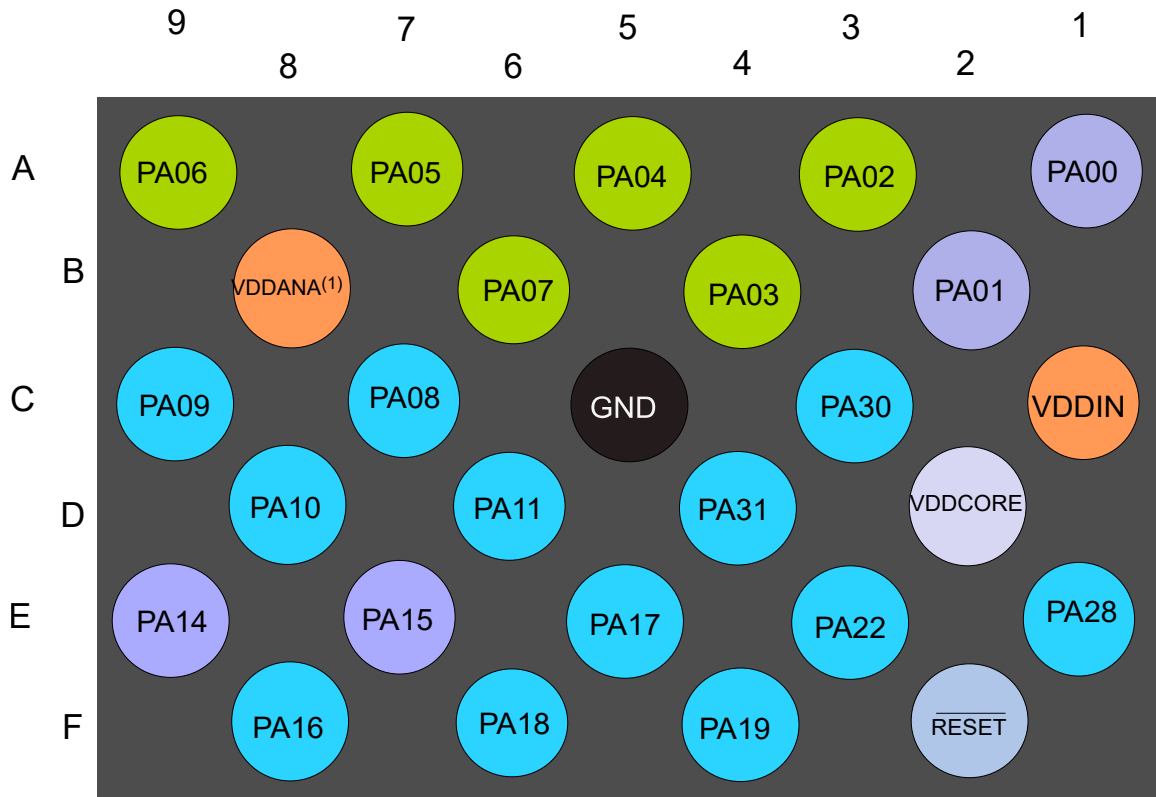 9 7 5 3 1
8 6 4 2
A PA06 PA05 PA04 PA02 PA00
B VDDANA(1) PA07 PA03 PA01
C PA09 PA08 GND PA30 VDDIN
D PA10 PA11 PA31 VDDCORE
E PA14 PA15 PA17 PA22 PA28
F PA16 PA18 PA19 RESET